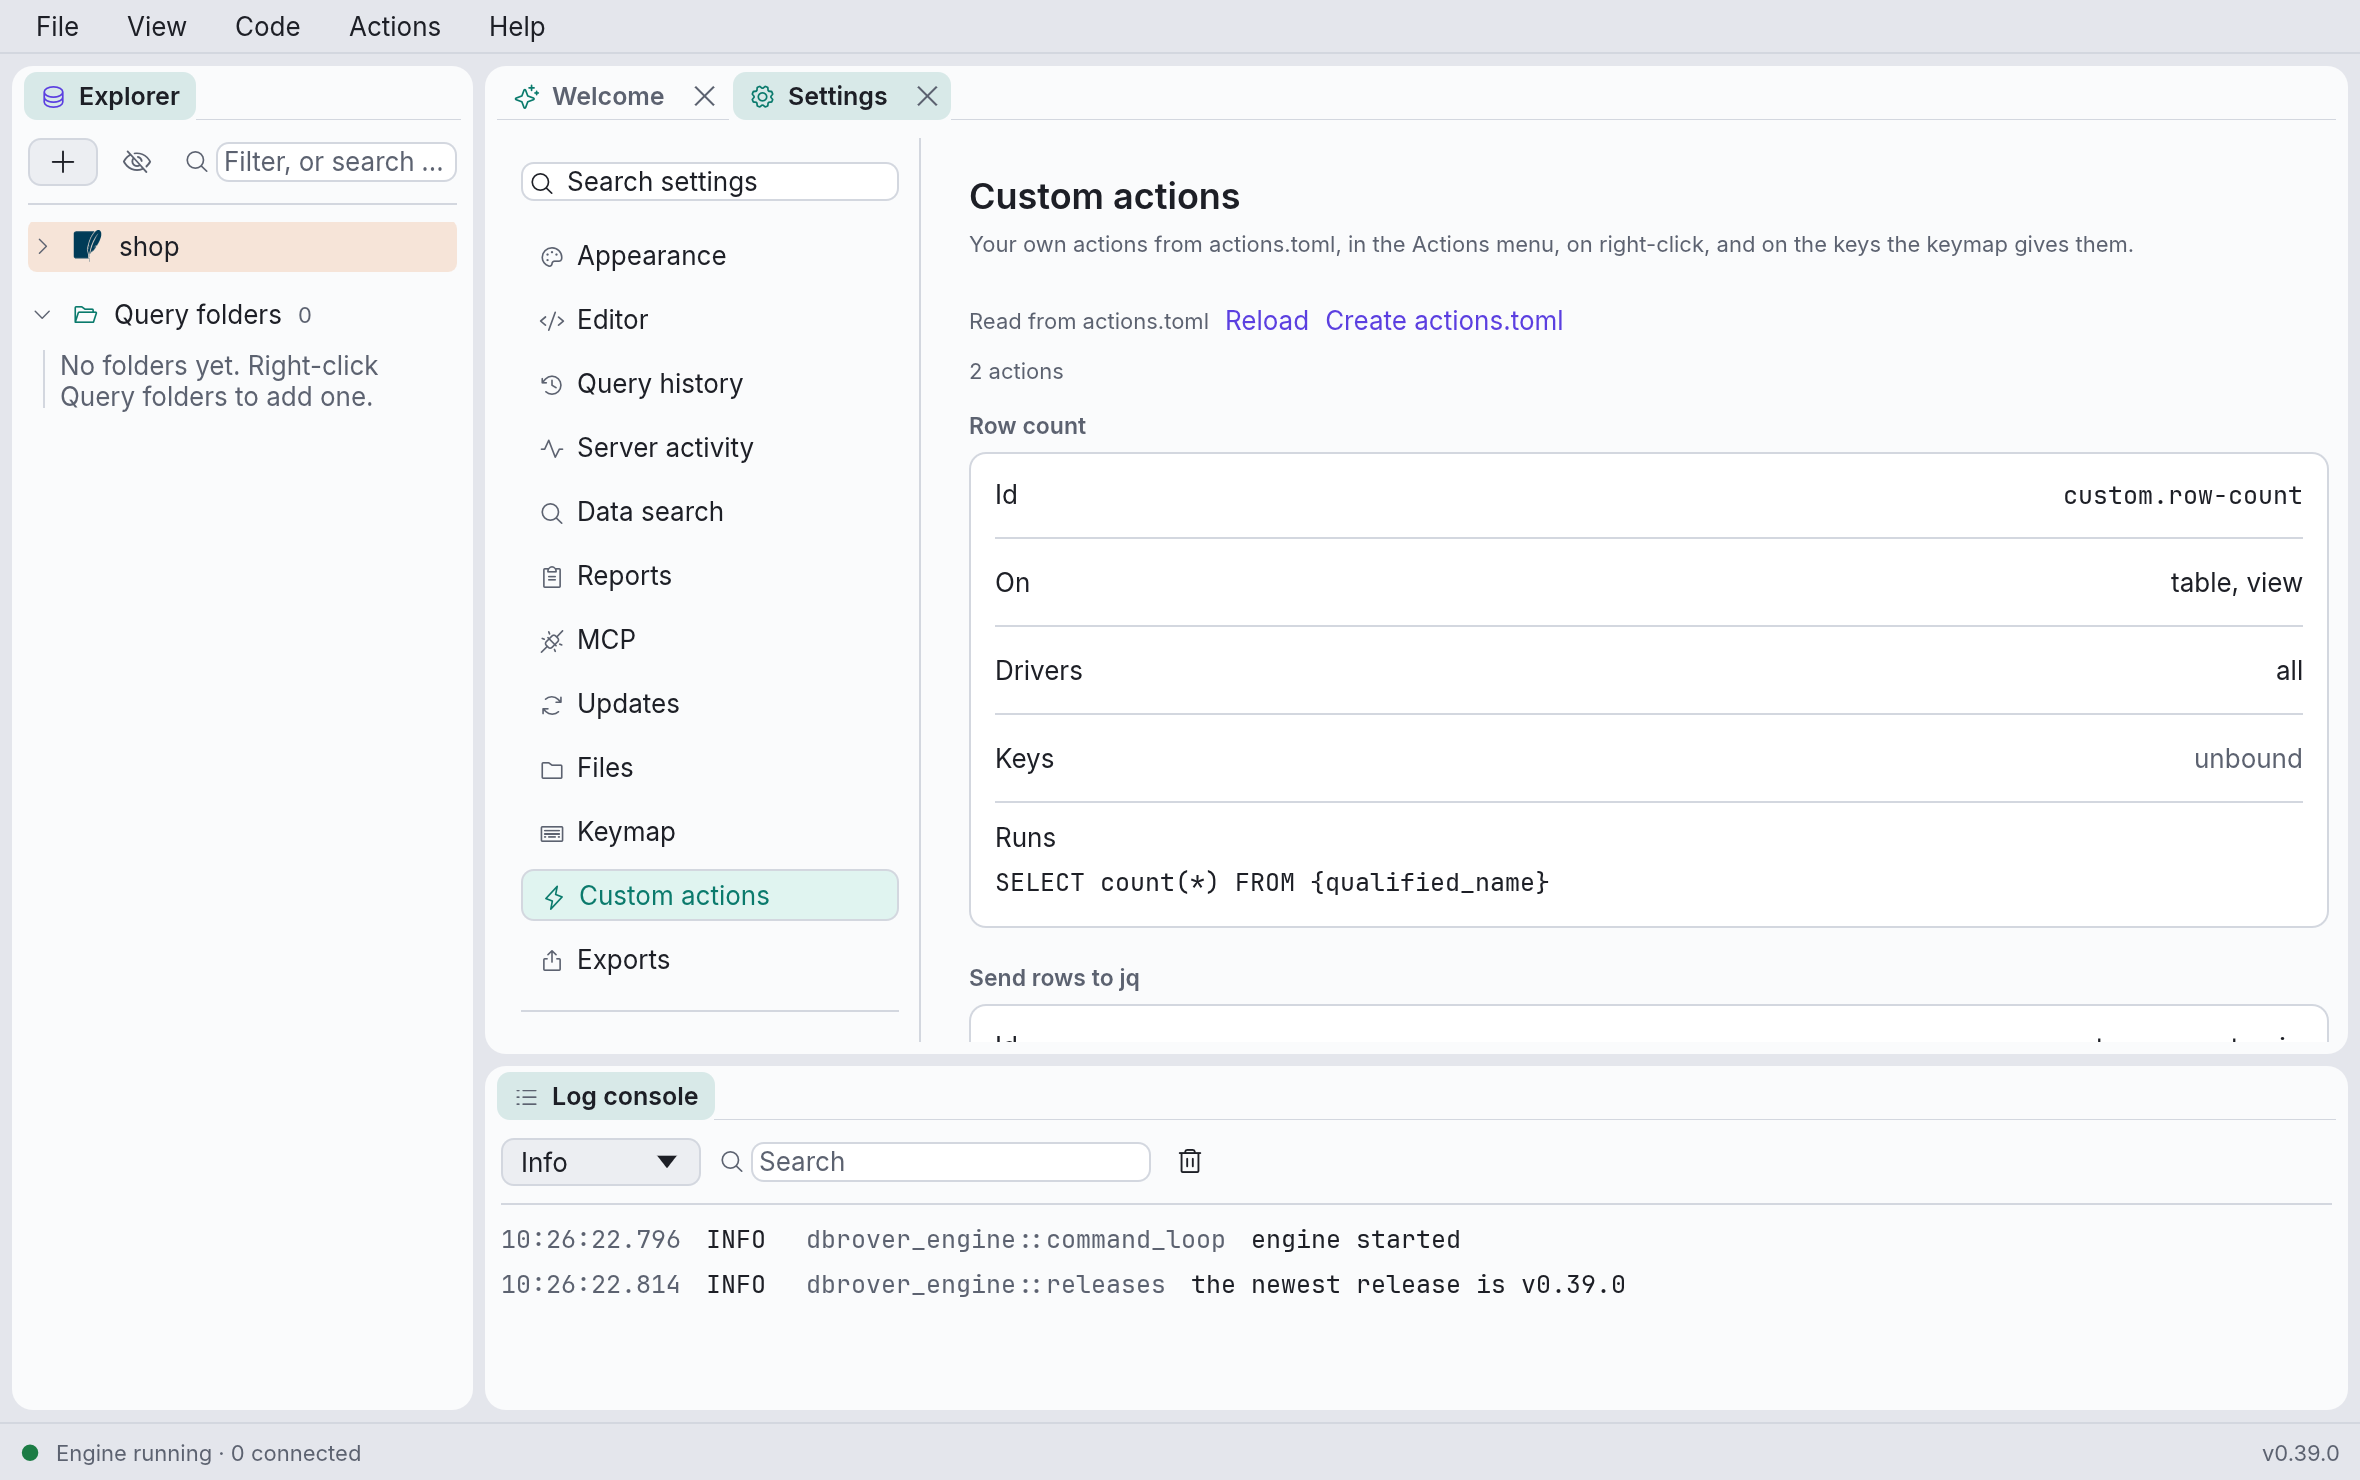 File View Code Actions Help
Explorer
Filter, or search ...
shop
Query folders 0
No folders yet. Right-click
Query folders to add one.
Welcome
Settings
Search settings
Appearance
Editor
Query history
Server activity
Data search
Reports
MCP
Updates
Files
Keymap
Custom actions
Exports
Custom actions
Your own actions from actions.toml, in the Actions menu, on right-click, and on the keys the keymap gives them.
Read from actions.toml Reload Create actions.toml
2 actions
Row count
Id custom.row-count
On table, view
Drivers all
Keys unbound
Runs
SELECT count(*) FROM {qualified_name}
Send rows to jq
Id
Log console
Info
Search
10:26:22.796 INFO dbrover_engine::command_loop engine started
10:26:22.814 INFO dbrover_engine::releases the newest release is v0.39.0
Engine running · 0 connected
v0.39.0